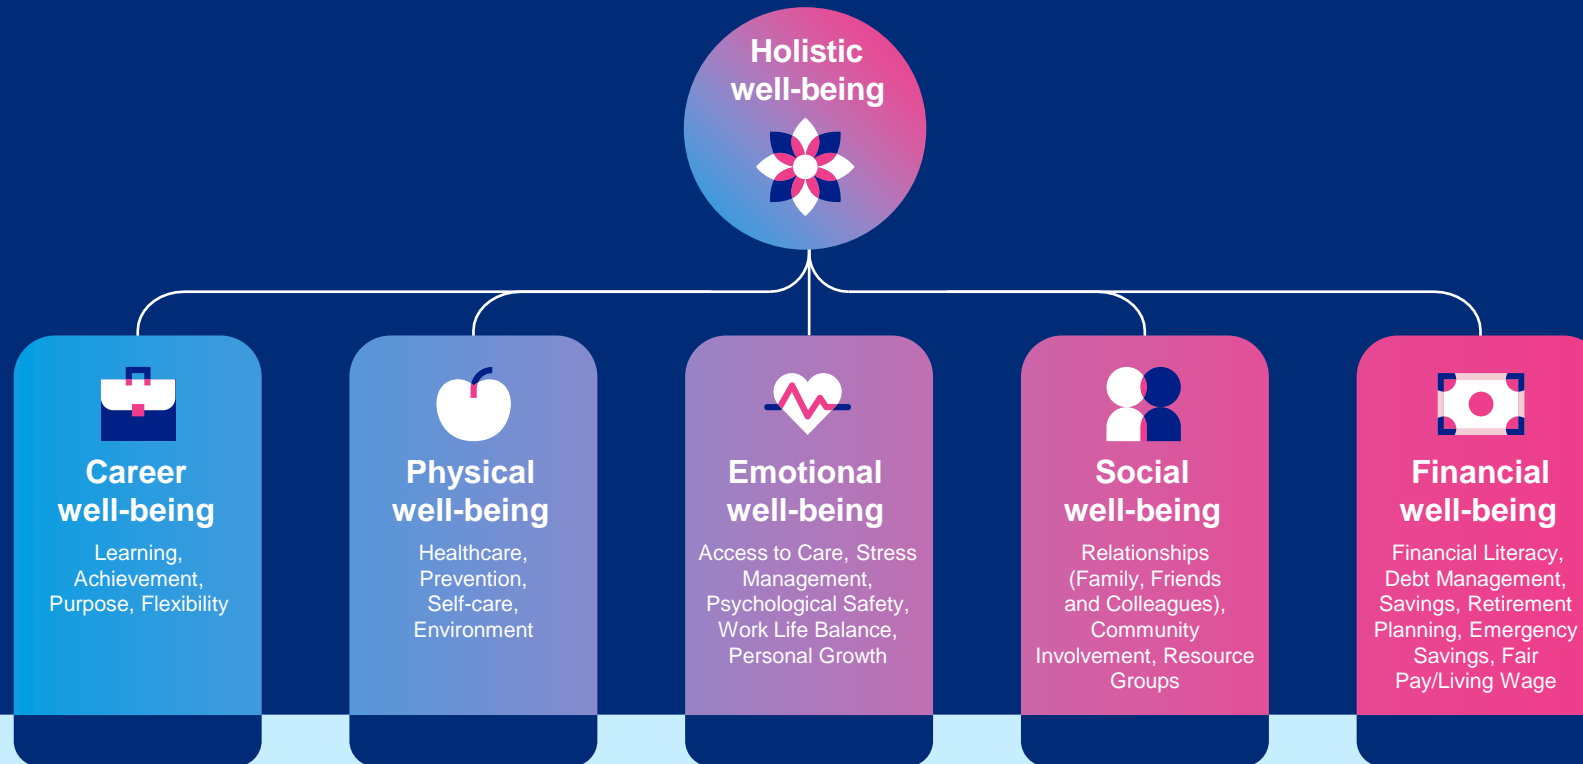 Holistic
well-being
Career
well-being
Learning,
Achievement,
Purpose, Flexibility
Physical
well-being
Healthcare,
Prevention,
Self-care,
Environment
Emotional
well-being
Access to Care, Stress
Management,
Psychological Safety,
Work Life Balance,
Personal Growth
Social
well-being
Relationships
(Family, Friends
and Colleagues),
Community
Involvement, Resource
Groups
Financial
well-being
Financial Literacy,
Debt Management,
Savings, Retirement
Planning, Emergency
Savings, Fair
Pay/Living Wage